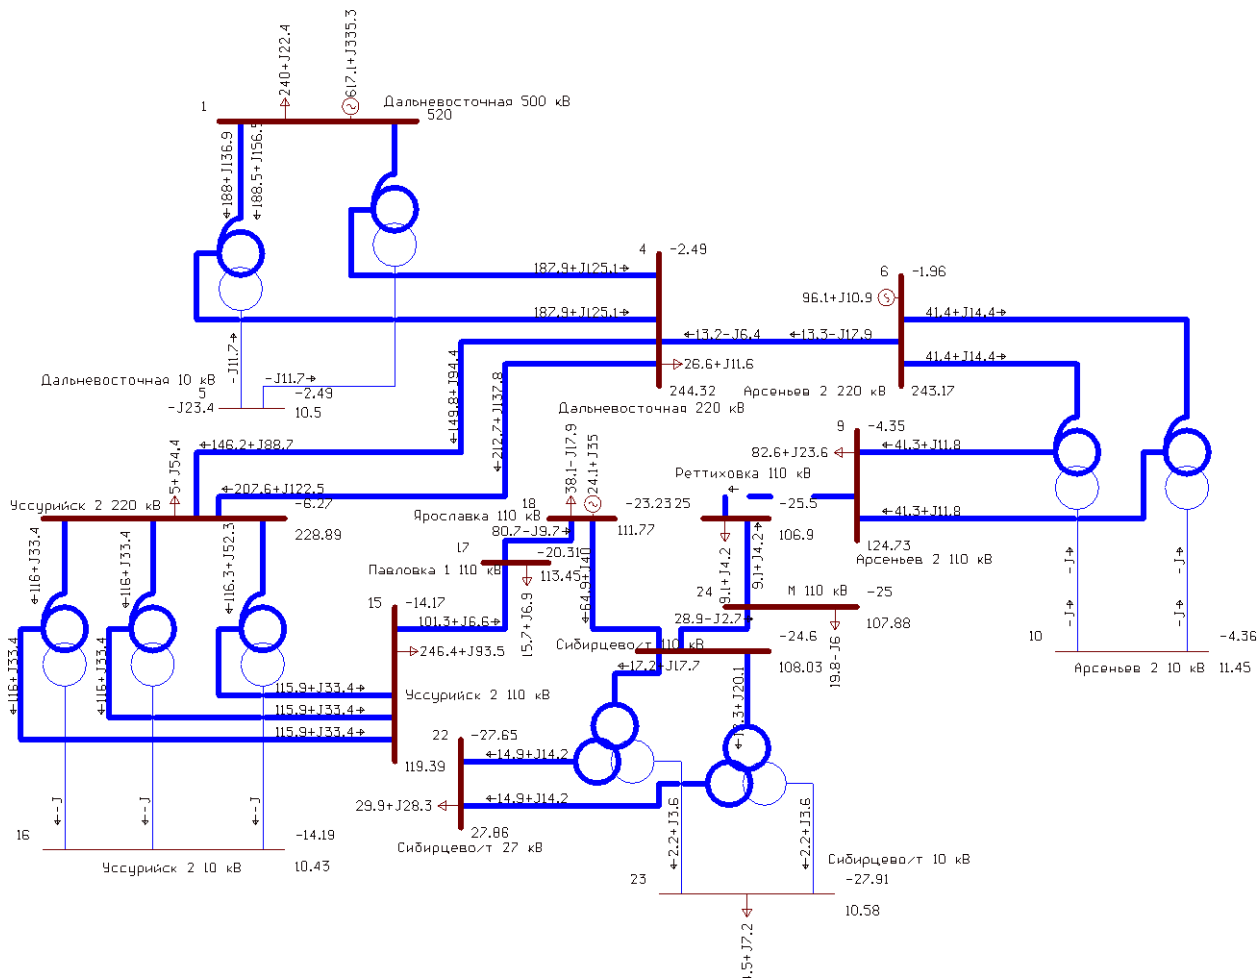 240+J22.4
617.1+J335.3
1
Дальневосточная 500 кВ
520
188+J136.9
188.5+J156.
4
-2.49
6
-1.96
187.9+J125.1
96.1+J10.9
187.9+J125.1
41.4+J14.4
13.2-J6.4
13.3-J17.9
-J11.7
26.6+J11.6
41.4+J14.4
Дальневосточная 10 кВ
-J11.7
5
-2.49
-J23.4
10.5
244.32
Арсеньев 2 220 кВ
243.17
Дальневосточная 220 кВ
149.8+J94.4
212.7+J137.8
9
-4.35
146.2+J88.7
82.6+J23.6
41.3+J11.8
5+J54.4
38.1-J17.9
24.1+J35
Реттиховка 110 кВ
207.6+J122.5
-6.27
Уссурийск 2 220 кВ
18
-23.23
25
-25.5
Ярославка 110 кВ
41.3+J11.8
228.89
80.7-J9.7
111.77
106.9
124.73
116+J33.4
116+J33.4
116.3+J52.3
17
-20.31
Арсеньев 2 110 кВ
Павловка 1 110 кВ
113.45
64.9+J40
9.1+J4.2
9.1+J4.2
-J
-J
24
М 110 кВ
-25
15
-14.17
15.7+J6.9
28.9-J2.7
107.88
101.3+J6.6
-J
-J
Сибирцево/т 110 кВ
-24.6
19.8-J6
10
-4.36
246.4+J93.5
108.03
17.2+J17.7
Арсеньев 2 10 кВ
11.45
116+J33.4
116+J33.4
115.9+J33.4
Уссурийск 2 110 кВ
.3+J20.1
115.9+J33.4
115.9+J33.4
22
-27.65
14.9+J14.2
119.39
14.9+J14.2
29.9+J28.3
-J
-J
-J
27.86
16
-14.19
Сибирцево/т 27 кВ
2.2+J3.6
2.2+J3.6
Уссурийск 2 10 кВ
10.43
Сибирцево/т 10 кВ
23
-27.91
10.58
4.5+J7.2